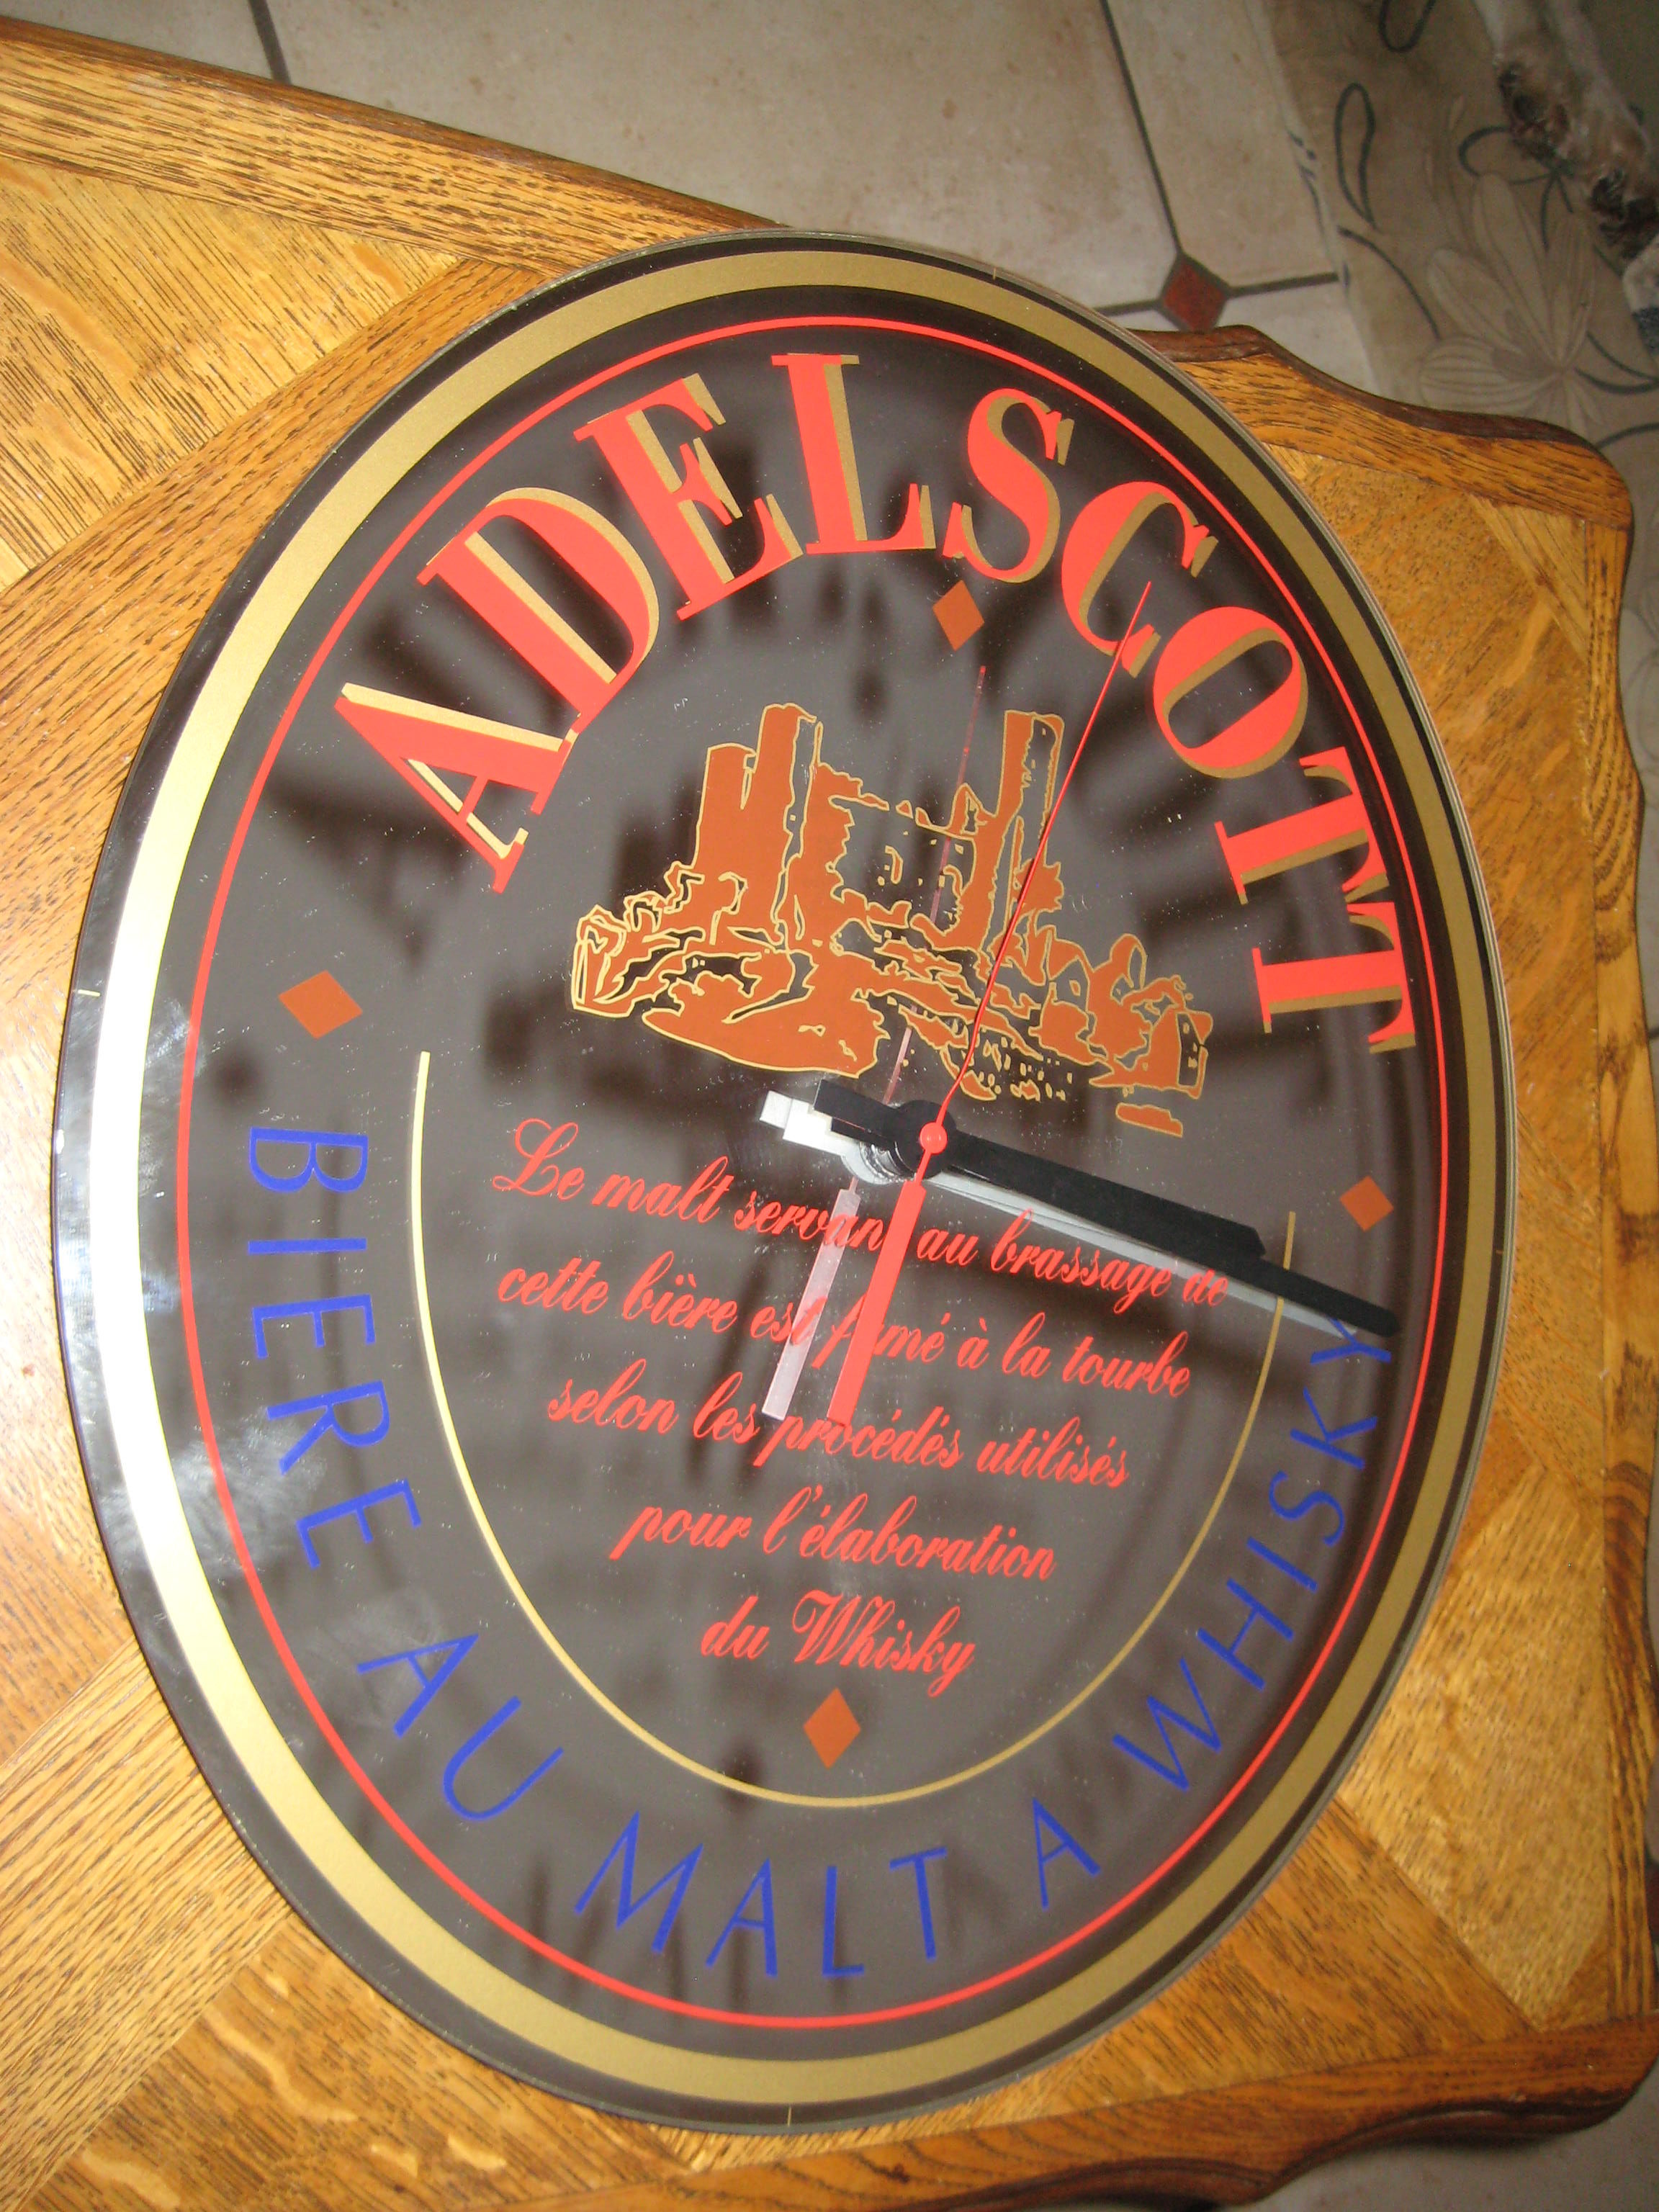 ADELSCOTT
Le malt servant au brassage de
cette bière est fumé à la tourbe
selon les procédés utilisés
pour l'élaboration
du Whisky
BIERE AU MALT A WHISKY